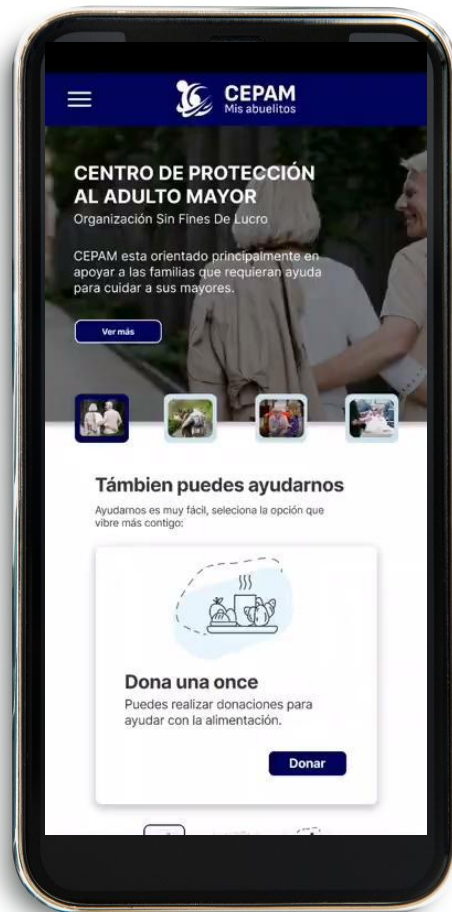 CEPAM
Mis abuelitos
CENTRO DE PROTECCIÓN
AL ADULTO MAYOR
Organización Sin Fines De Lucro
CEPAM esta orientado principalmente en
apoyar a las familias que requieran ayuda
para cuidar a sus mayores.
Ver más
Támbien puedes ayudarnos
Ayudarnos es muy fácil, seleciona la opción que
vibre más contigo:
Dona una once
Puedes realizar donaciones para
ayudar con la alimentación.
Donar